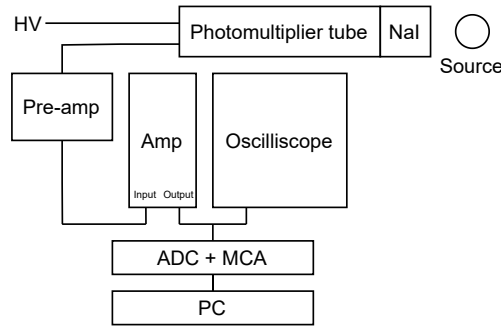 HV
Photomultiplier tube
NaI
Source
Pre-amp
Amp
Oscilliscope
Input
Output
ADC + MCA
PC